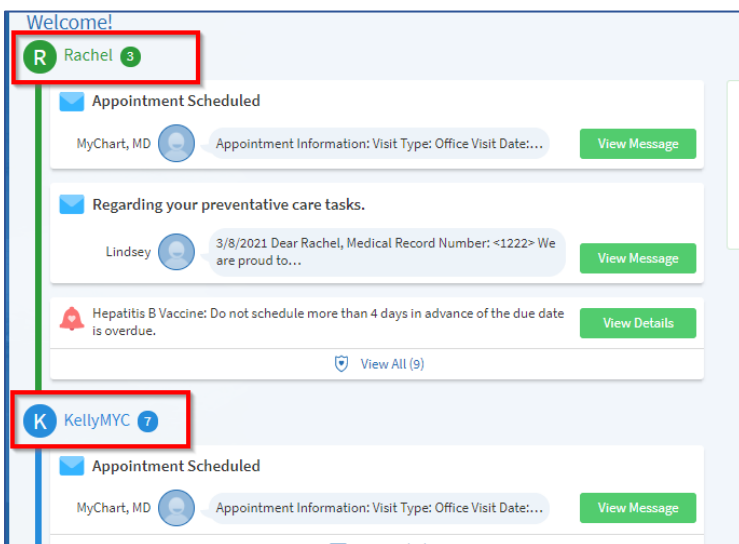 Welcome!
R Rachel 3
Appointment Scheduled
MyChart, MD Appointment Information: Visit Type: Office Visit Date:... View Message
Regarding your preventative care tasks.
Lindsey 3/8/2021 Dear Rachel, Medical Record Number: <1222> We
are proud to... View Message
Hepatitis B Vaccine: Do not schedule more than 4 days in advance of the due date
is overdue. View Details
View All (9)
K KellyMYC 7
Appointment Scheduled
MyChart, MD Appointment Information: Visit Type: Office Visit Date:... View Message